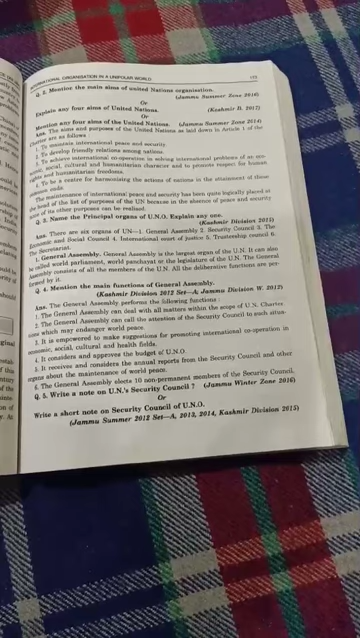 INTERNATIONAL ORGANISATION IN A UNIPOLAR WORLD
Q. 2. Mention the main aims of united Nations organisation.
(Jammu Summer Zone 2016)
Or
Explain any four aims of United Nations. (Kashmir D. 2012)
Or
Mention any four aims of the United Nations. (Jammu Summer Zone 2014)
Ans. The aims and purposes of the United Nations as laid down in Article 1 of the
Charter are as follows.
1. To maintain international peace and security
2. To develop friendly relations among nations.
3. To achieve international co-operation in solving international problems of an
social, cultural and humanitarian character and to promote respect for human
rights and humanitarian freedoms.
4. To be a centre for harmonizing the actions of nations in the attainment of these
ends.
The maintenance of international peace and security has been quite logically placed at
the head of the list of purposes of the UN because in the absence of peace and security
none of its other purposes can be realised.
Q. 3. Name the Principal organs of U.N.O. Explain any one.
(Kashmir Division 2015)
Ans. There are six organs of UN—1. General Assembly 2. Security Council 3. The
Economic and Social Council 4. International court of justice 5. Trusteeship council 6.
The Secretariat.
1. General Assembly. General Assembly is the largest organ of the U.N. It can also
be called world parliament, world panchayat or the legislature of the U.N. The General
Assembly consists of all the members of the U.N. All the deliberative functions are per-
formed by it.
Q. 4. Mention the main functions of General Assembly.
(Kashmir Division 2012 Set—A, Jammu Division W. 2012)
Ans. The General Assembly performs the following functions :
1. The General Assembly can deal with all matters within the scope of U.N. Charter.
2. The General Assembly can call the attention of the Security Council to such situa-
tions which may endanger world peace.
3. It is empowered to make suggestions for promoting international co-operation in
economic, social, cultural and health fields.
4. It considers and approves the budget of U.N.O.
5. It receives and considers the annual reports from the Security Council and other
organs about the maintenance of world peace.
6. The General Assembly elects 10 non-permanent members of the Security Council.
Q. 5. Write a note on U.N.'s Security Council ? (Jammu Winter Zone 2016)
Or
Write a short note on Security Council of U.N.O.
(Jammu Summer 2012 Set—A, 2013, 2014, Kashmir Division 2015)